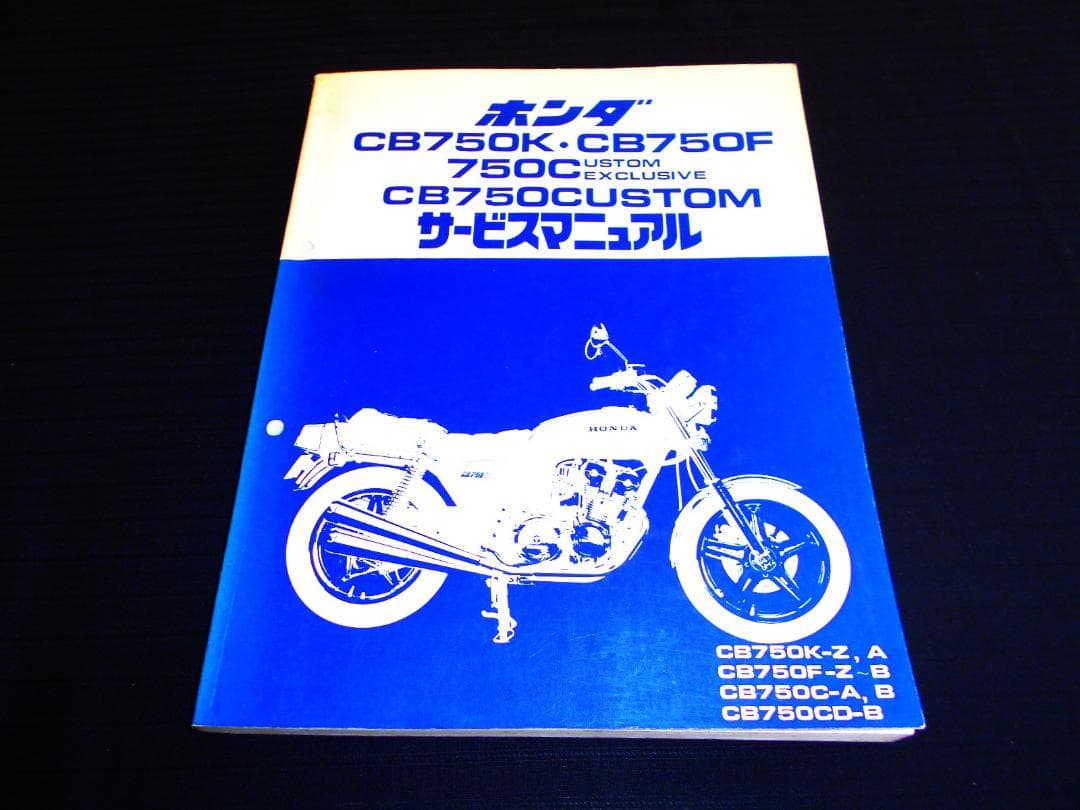 ホンダ
CB750K・CB750F
750CUSTOM
EXCLUSIVE
CB750CUSTOM
サービスマニュアル
HONDA
CB750K-Z, A
CB750F-Z~B
CB750C-A, B
CB750CD-B